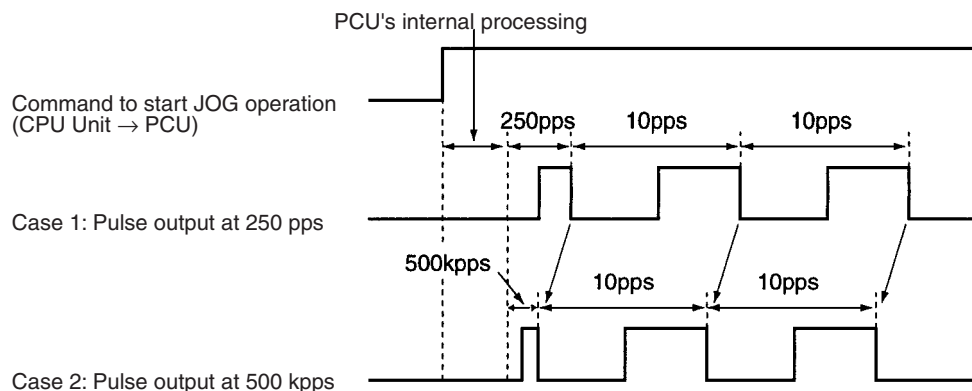 PCU's internal processing
Command to start JOG operation
(CPU Unit → PCU)
250pps
10pps
10pps
Case 1: Pulse output at 250 pps
500kpps
10pps
10pps
Case 2: Pulse output at 500 kpps